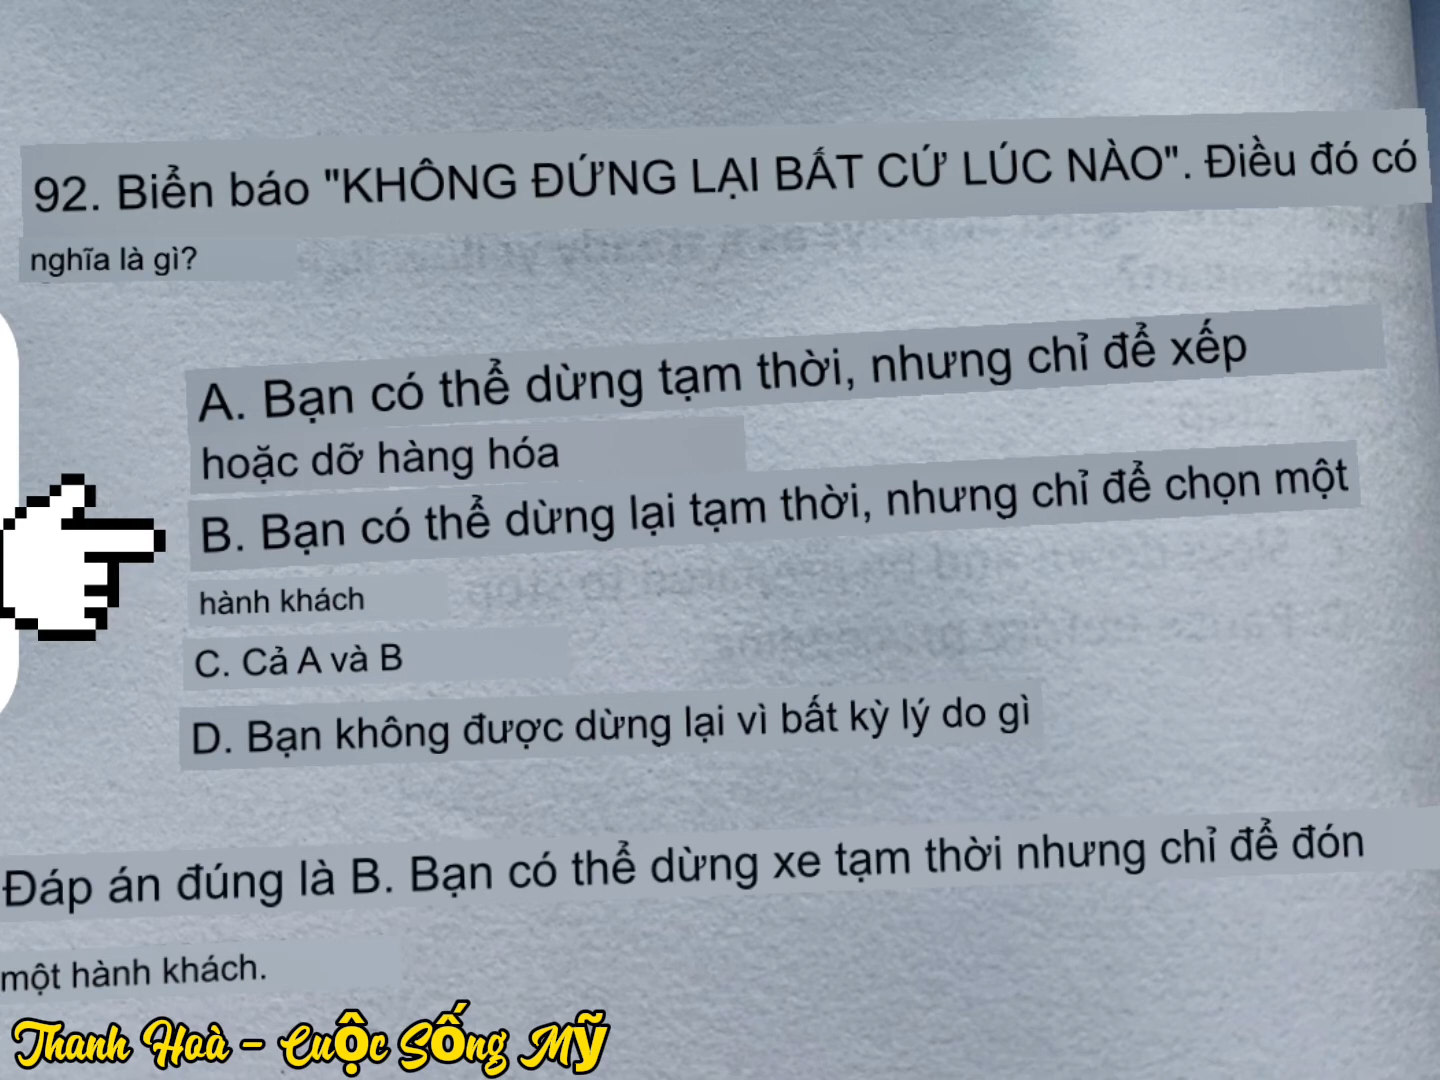 92. Biển báo "KHÔNG ĐỨNG LẠI BẤT CỨ LÚC NÀO". Điều đó có
nghĩa là gì?
A. Bạn có thể dừng tạm thời, nhưng chỉ để xếp
hoặc dỡ hàng hóa
B. Bạn có thể dừng lại tạm thời, nhưng chỉ để chọn một
hành khách
C. Cả A và B
D. Bạn không được dừng lại vì bất kỳ lý do gì
Đáp án đúng là B. Bạn có thể dừng xe tạm thời nhưng chỉ để đón
một hành khách.
Thanh Hoà - Cuộc Sống Mỹ